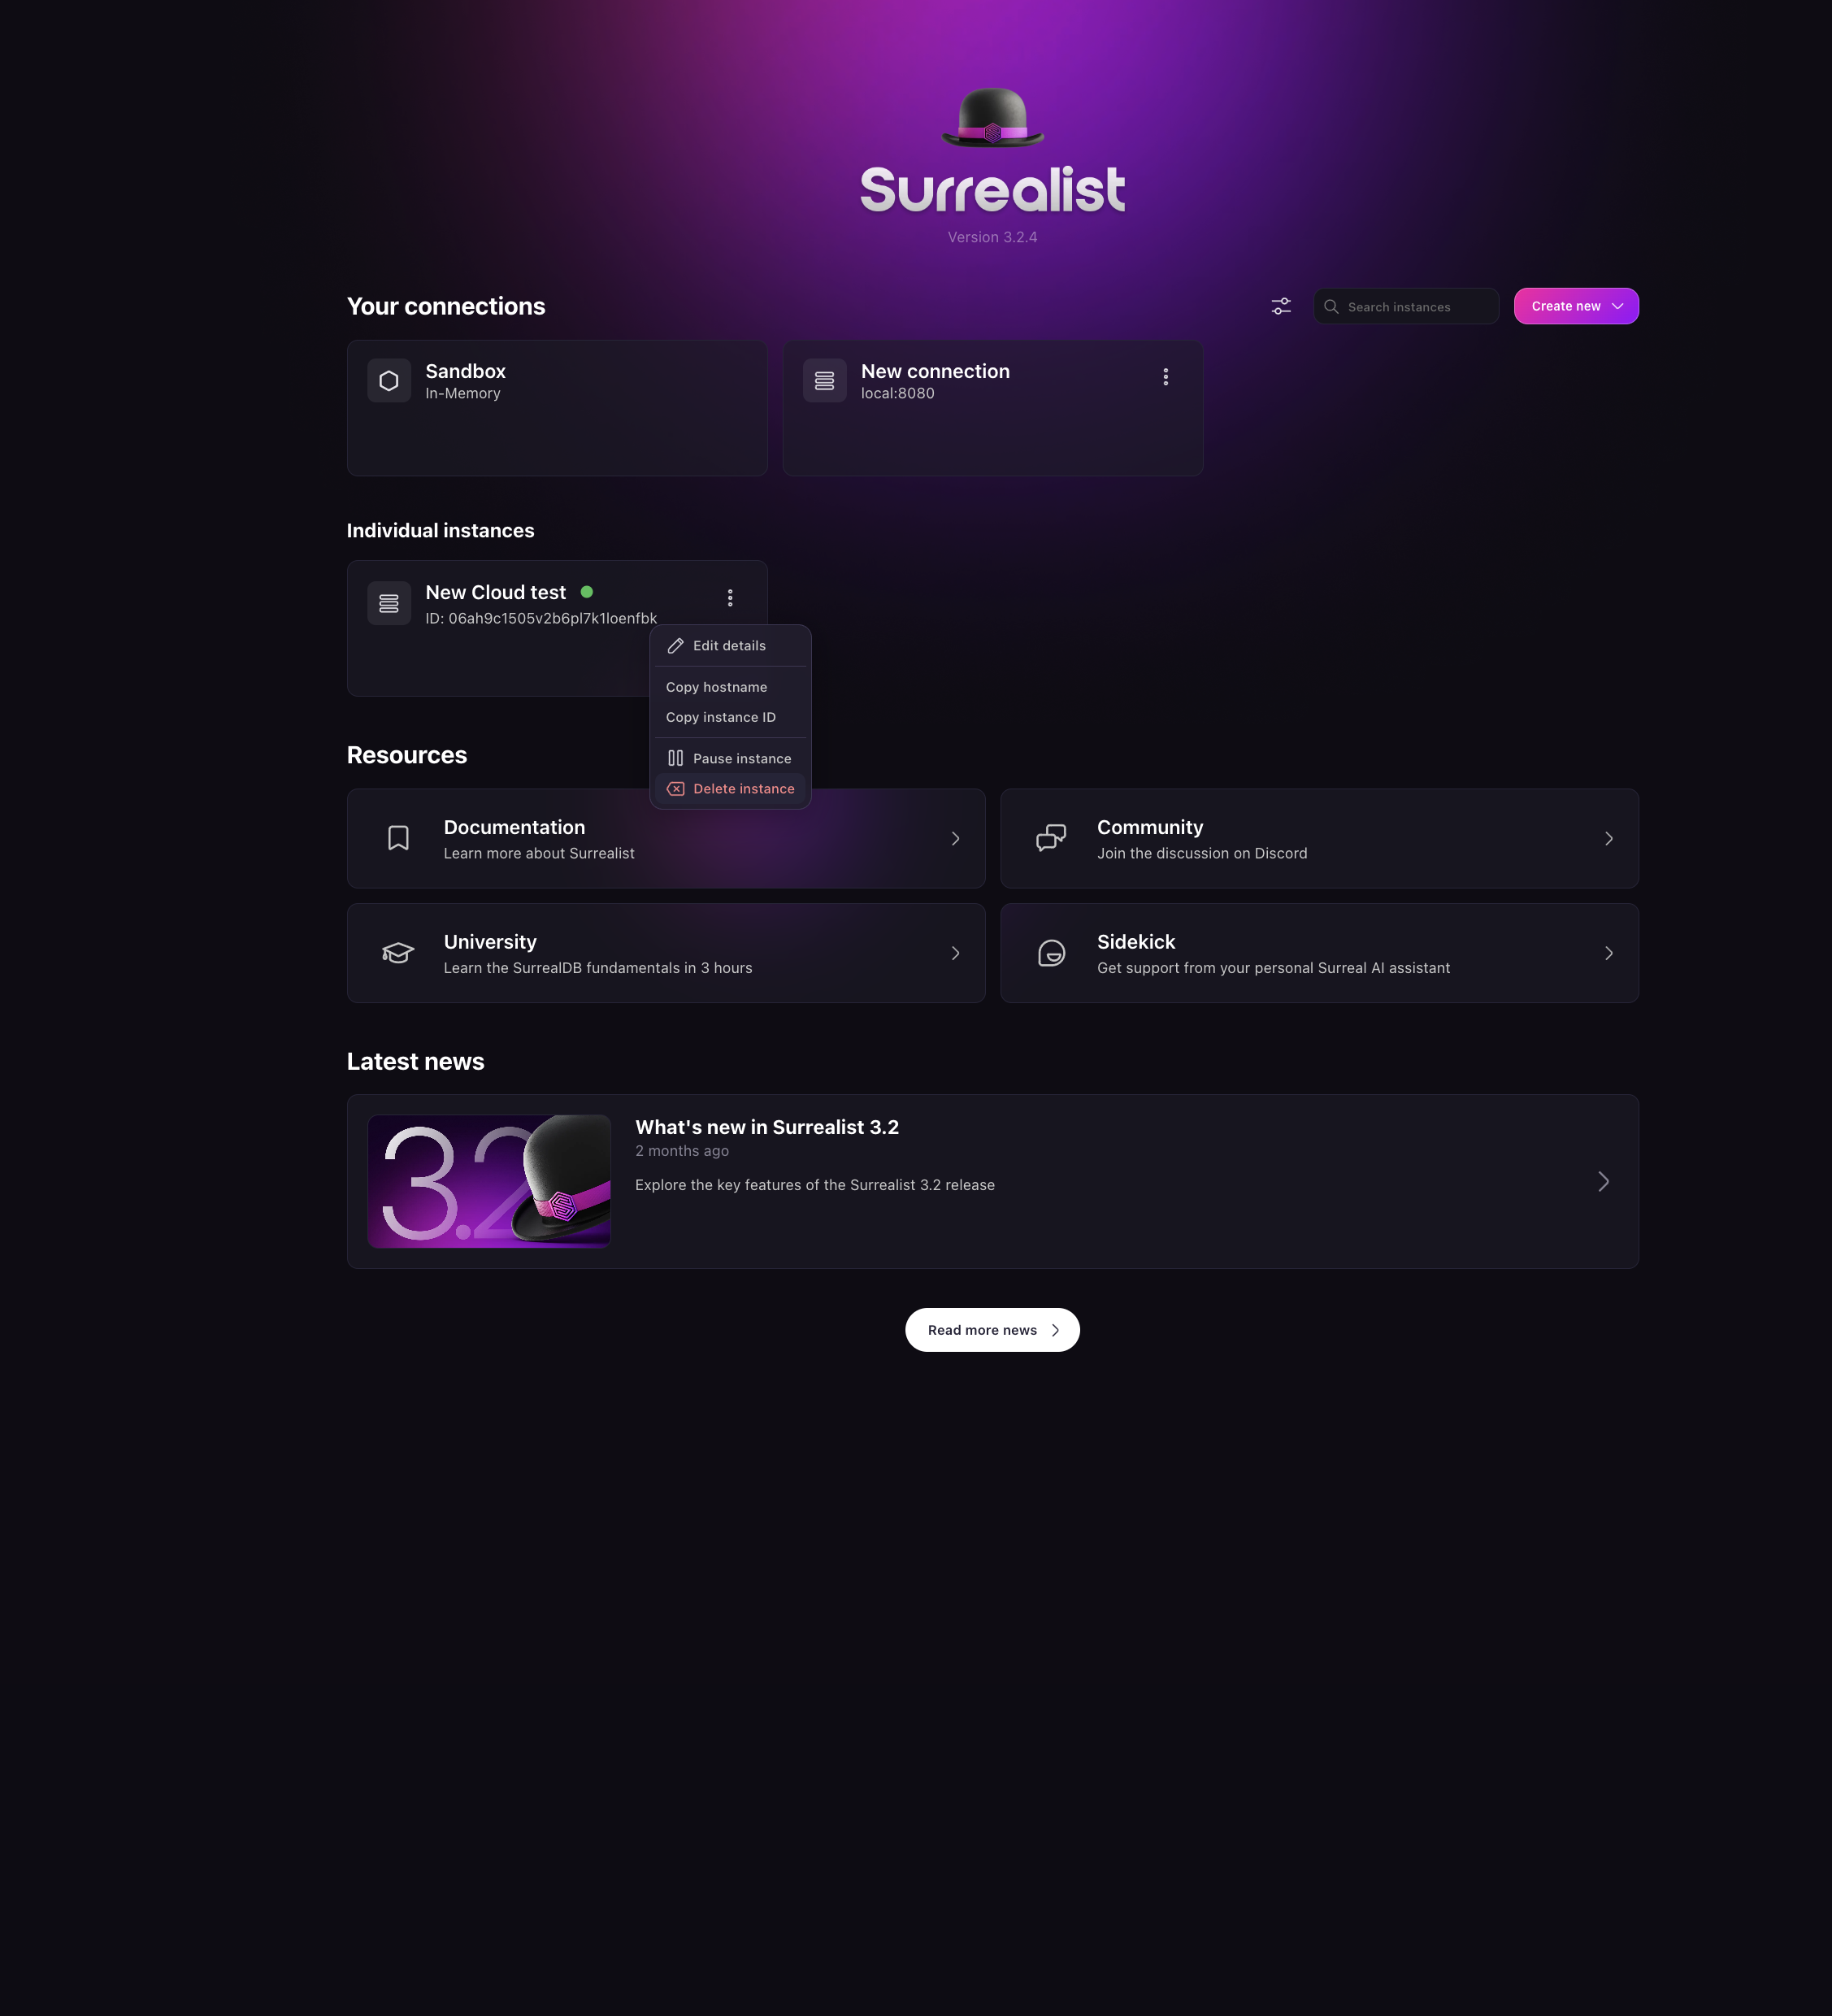 Surrealist
Version 3.2.4
Your connections
Search instances
Create new
Sandbox
In-Memory
New connection
local:8080
Individual instances
New Cloud test
ID: 06ah9c1505v2b6pl7k1loenfbk
Edit details
Copy hostname
Copy instance ID
Pause instance
Delete instance
Resources
Documentation
Learn more about Surrealist
Community
Join the discussion on Discord
University
Learn the SurrealDB fundamentals in 3 hours
Sidekick
Get support from your personal Surreal AI assistant
Latest news
3.2
What's new in Surrealist 3.2
2 months ago
Explore the key features of the Surrealist 3.2 release
Read more news